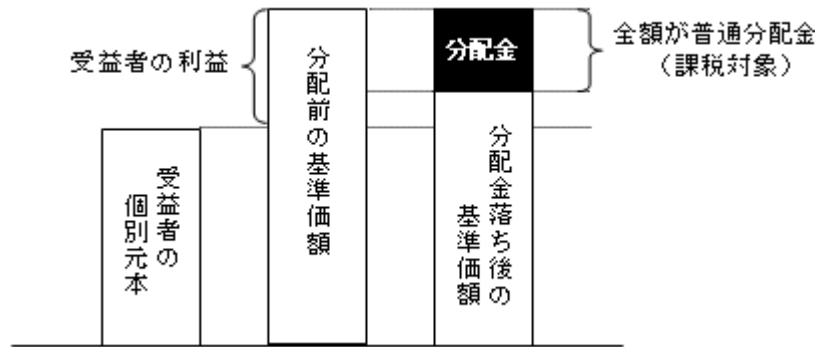 受益者の利益
分配前の基準価額
分配金
全額が普通分配金
（課税対象）
受益者の
個別元本
分配金落ち後の
基準価額